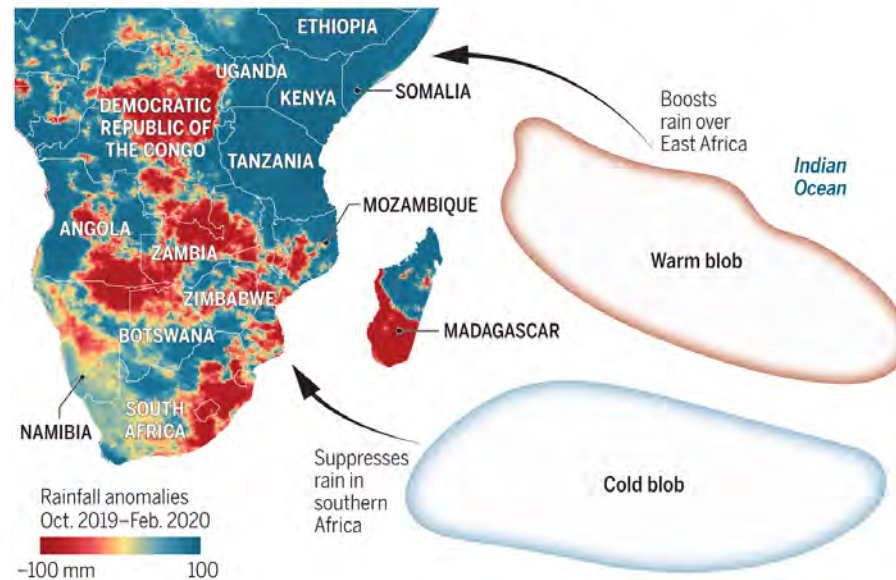 ETHIOPIA
UGANDA
KENYA
SOMALIA
DEMOCRATIC
REPUBLIC OF
THE CONGO
TANZANIA
Boosts
rain over
East Africa
Indian
Ocean
MOZAMBIQUE
ANGOLA
ZAMBIA
Warm blob
ZIMBABWE
BOTSWANA
MADAGASCAR
NAMIBIA
SOUTH
AFRICA
Suppresses
rain in
southern
Africa
Cold blob
Rainfall anomalies
Oct. 2019–Feb. 2020
–100 mm 100